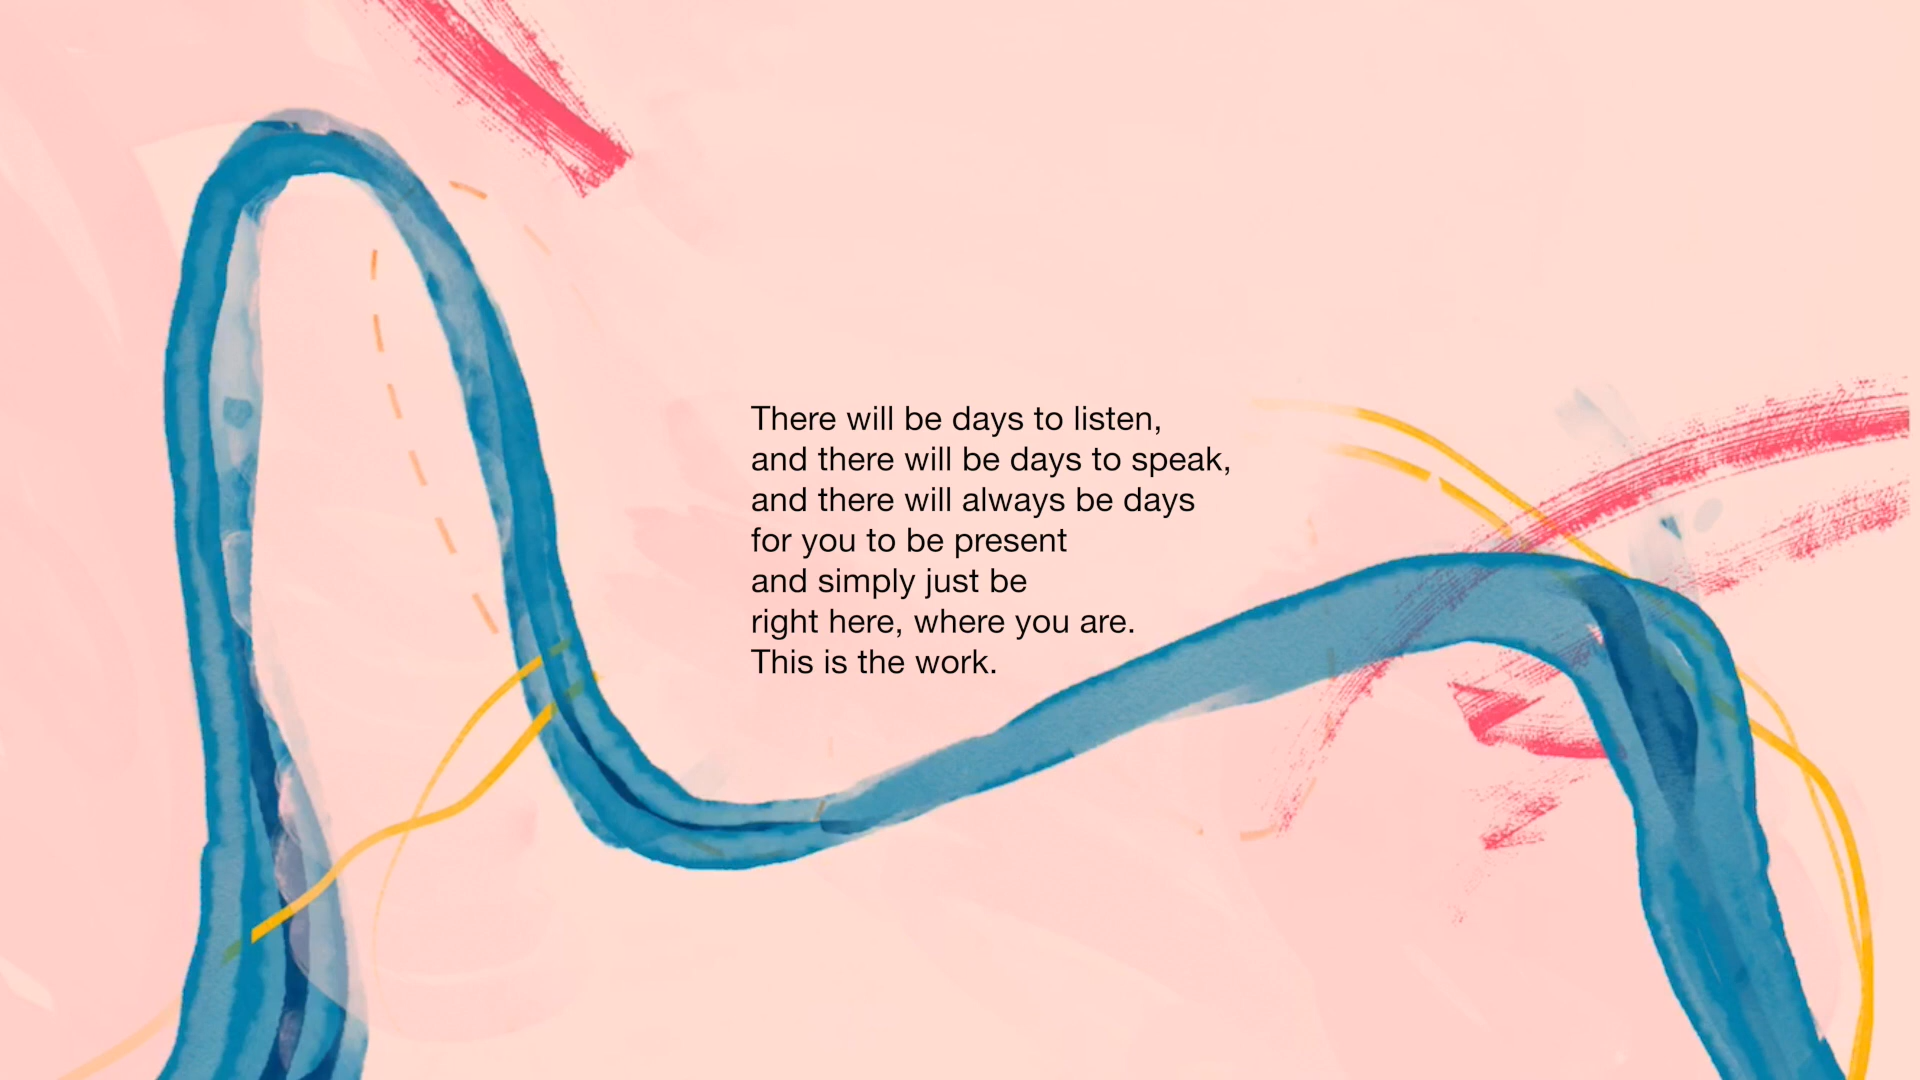 There will be days to listen,
and there will be days to speak,
and there will always be days
for you to be present
and simply just be
right here, where you are.
This is the work.